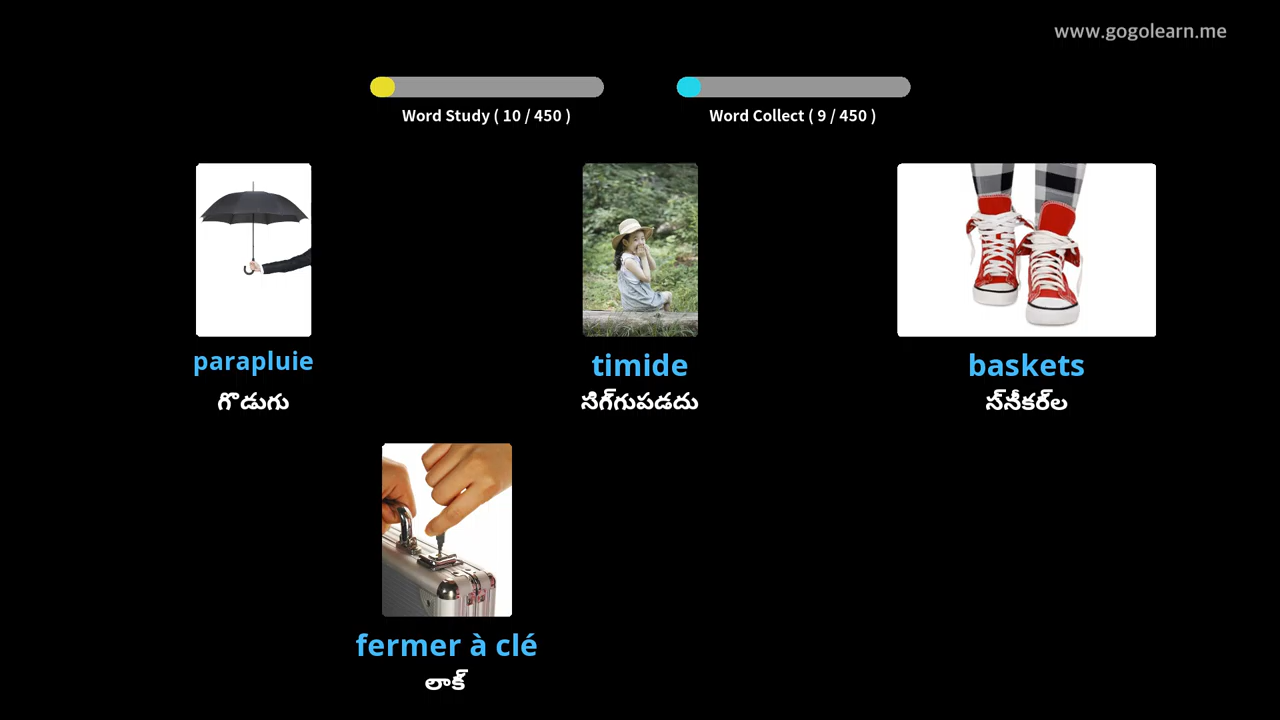 www.gogolearn.me
Word Study ( 10 / 450 )
Word Collect ( 9 / 450 )
parapluie
గొడుగు
timide
సిగ్‌గుపడదు
baskets
స్‌నీకర్‌ల
fermer à clé
లాక్